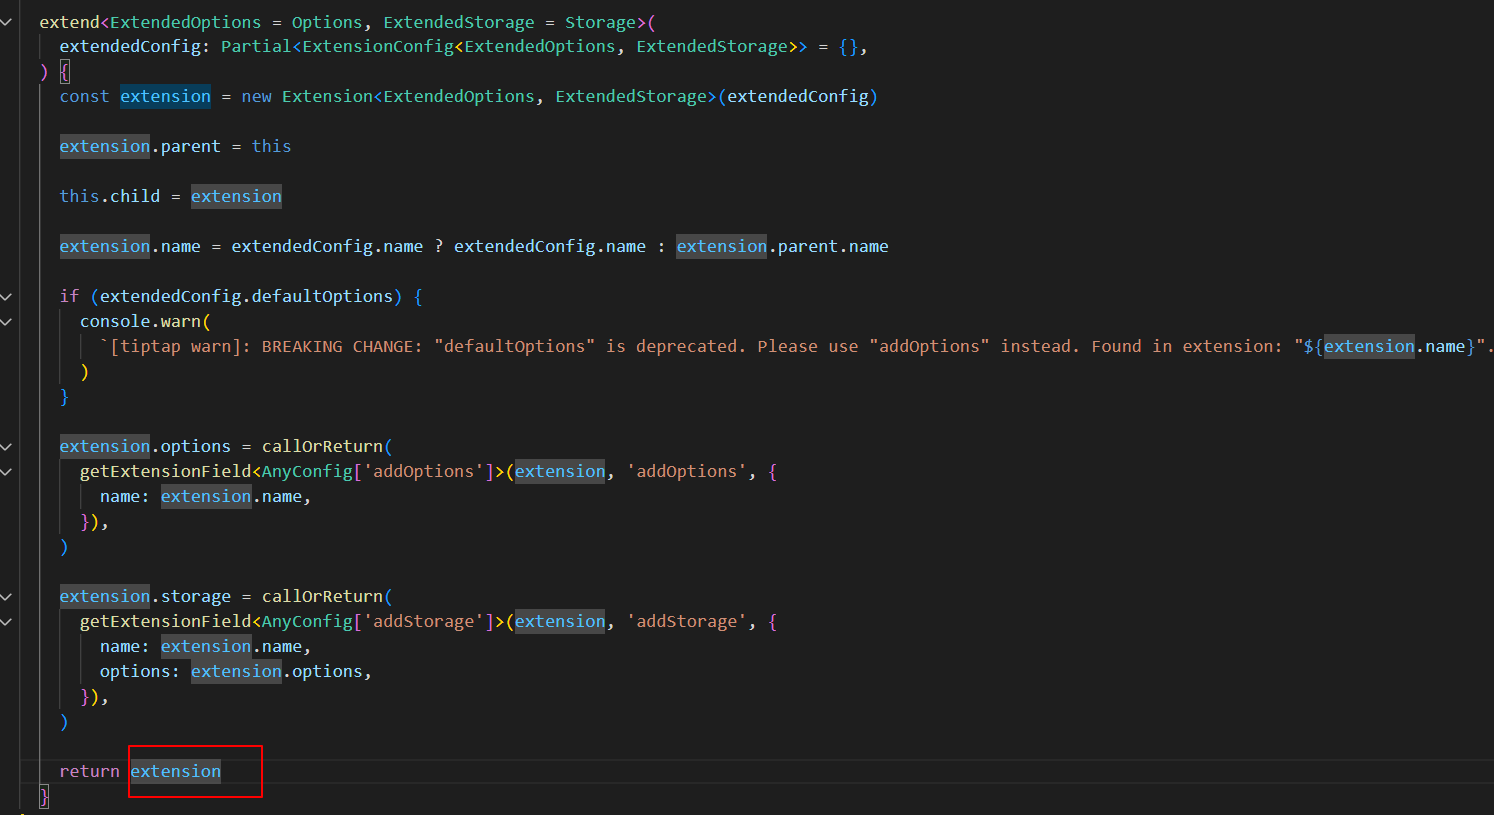 extend<ExtendedOptions = Options, ExtendedStorage = Storage>(
extendedConfig: Partial<ExtensionConfig<ExtendedOptions, ExtendedStorage>> = {},
) {
const extension = new Extension<ExtendedOptions, ExtendedStorage>(extendedConfig)
extension.parent = this
this.child = extension
extension.name = extendedConfig.name ? extendedConfig.name : extension.parent.name
if (extendedConfig.defaultOptions) {
console.warn(
`[tiptap warn]: BREAKING CHANGE: "defaultOptions" is deprecated. Please use "addOptions" instead. Found in extension: "${extension.name}".
)
}
extension.options = callOrReturn(
getExtensionField<AnyConfig['addOptions']>(extension, 'addOptions', {
name: extension.name,
}),
)
extension.storage = callOrReturn(
getExtensionField<AnyConfig['addStorage']>(extension, 'addStorage', {
name: extension.name,
options: extension.options,
}),
)
return extension
}